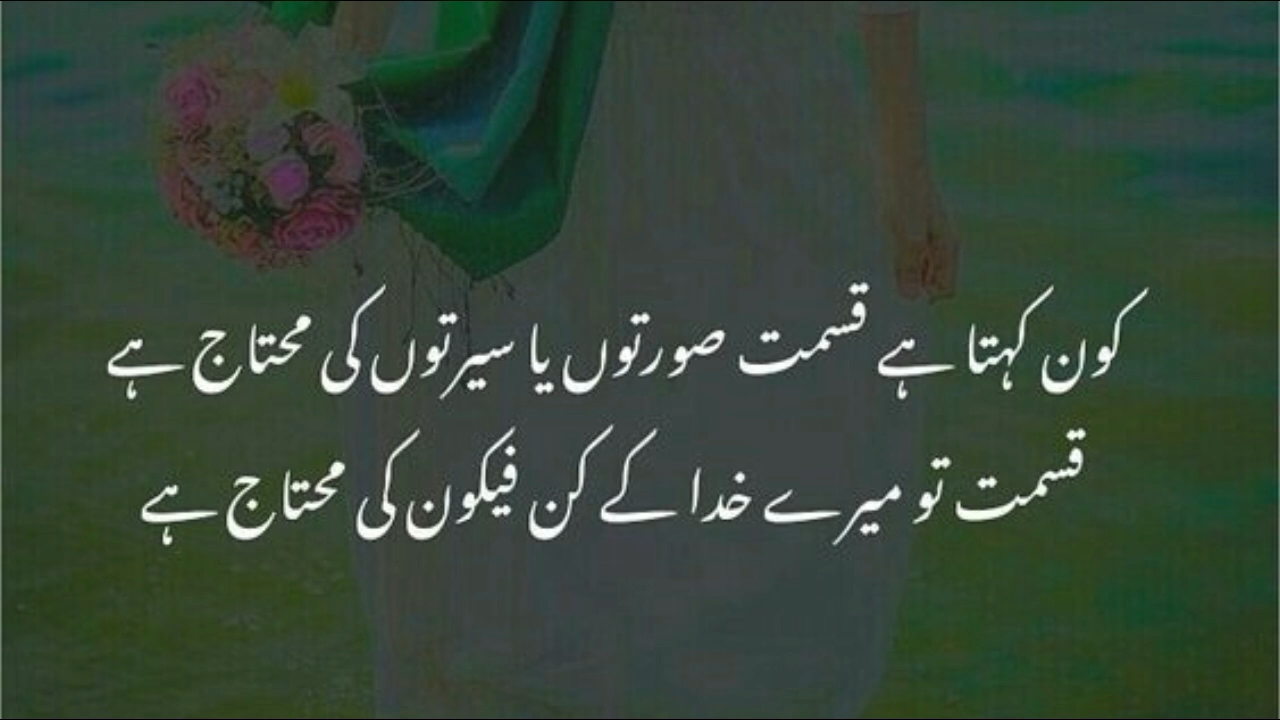 کون کہتا ہے قسمت صورتوں یا سیرتوں کی محتاج ہے
قسمت تو میرے خدا کے کن فیکون کی محتاج ہے